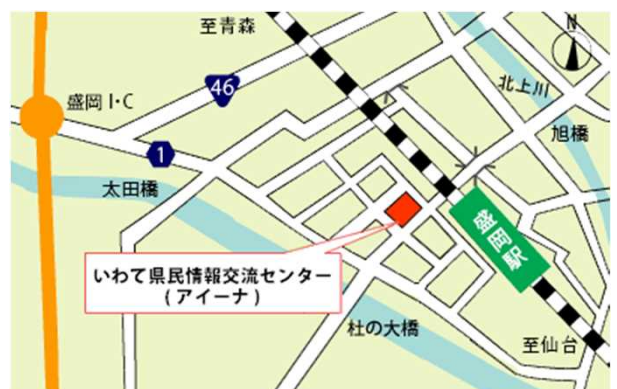 至青森
N
46
北上川
盛岡 I・C
旭橋
1
太田橋
盛岡駅
いわて県民情報交流センター
(アイーナ)
杜の大橋
至仙台